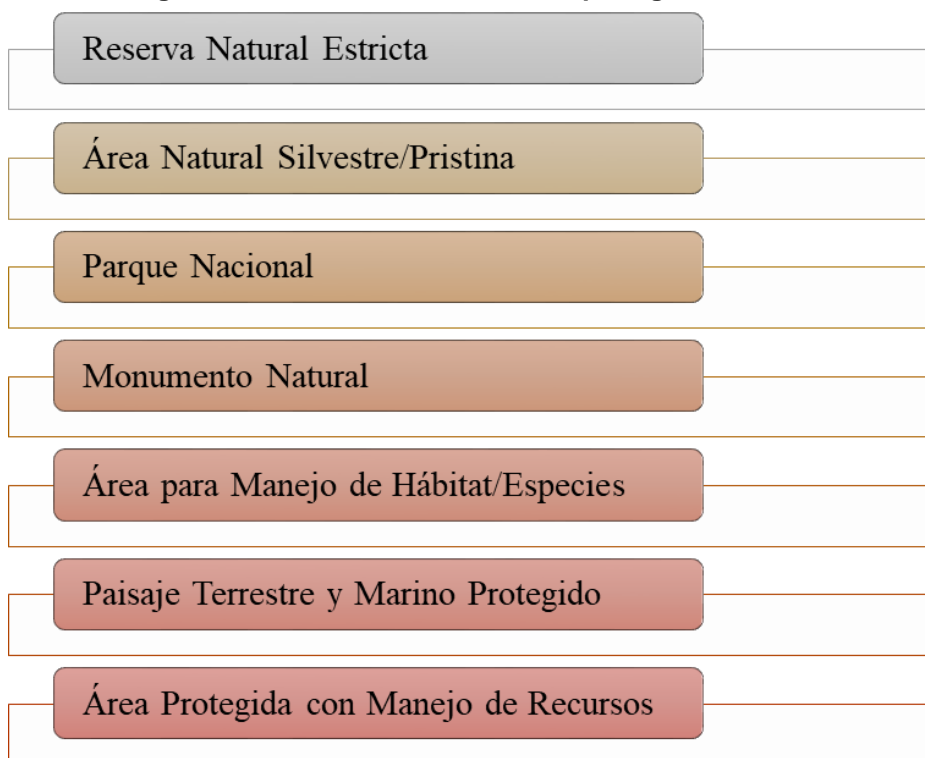 Reserva Natural Estricta
Área Natural Silvestre/Pristina
Parque Nacional
Monumento Natural
Área para Manejo de Hábitat/Especies
Paisaje Terrestre y Marino Protegido
Área Protegida con Manejo de Recursos